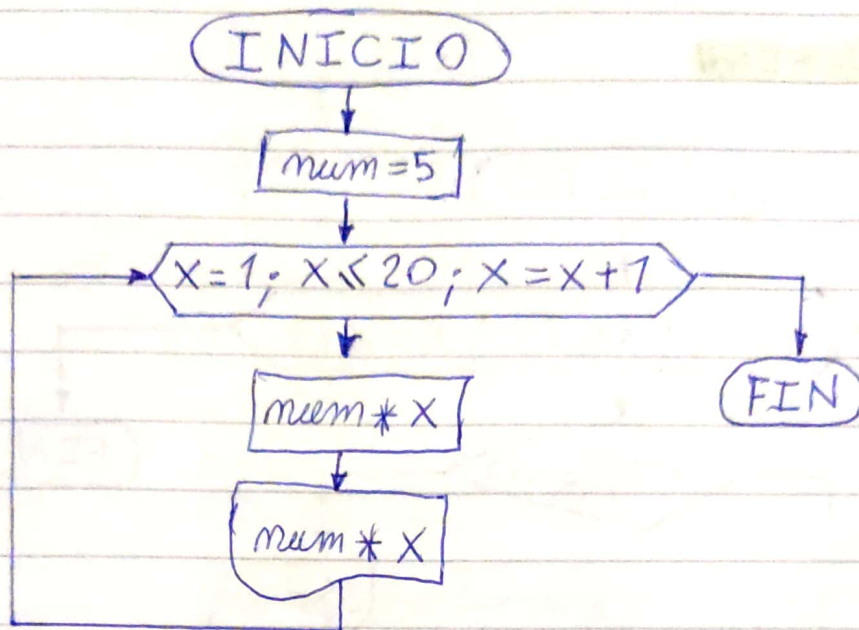 INICIO
num=5
X=1; X≤20; X=X+1
num * X
FIN
num * X